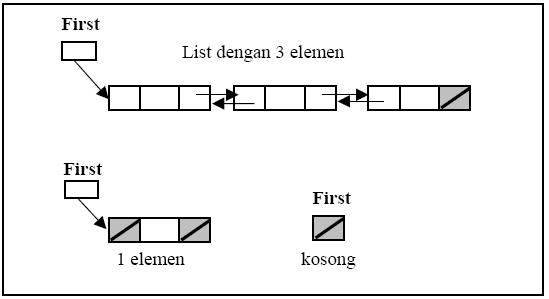 First
List dengan 3 elemen
First
First
1 elemen
kosong